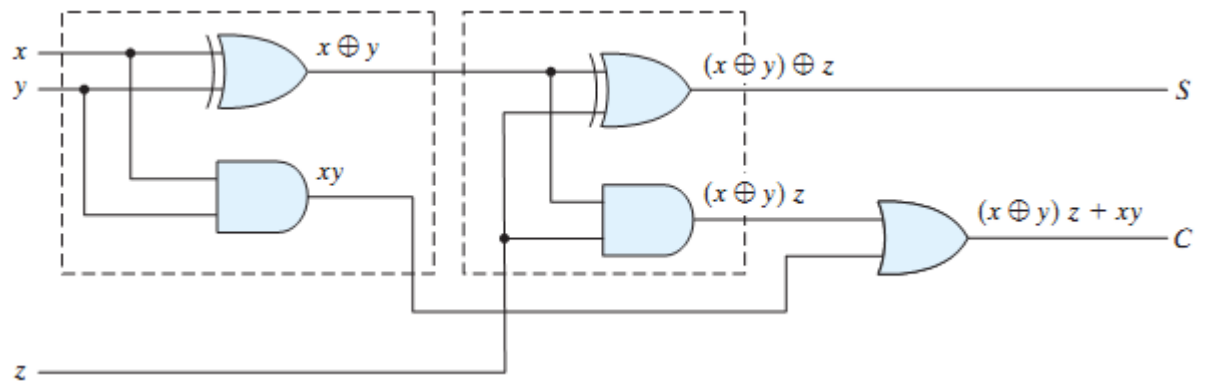 x
y
x ⊕ y
xy
(x ⊕ y) ⊕ z
(x ⊕ y) z
S
(x ⊕ y) z + xy
C
z